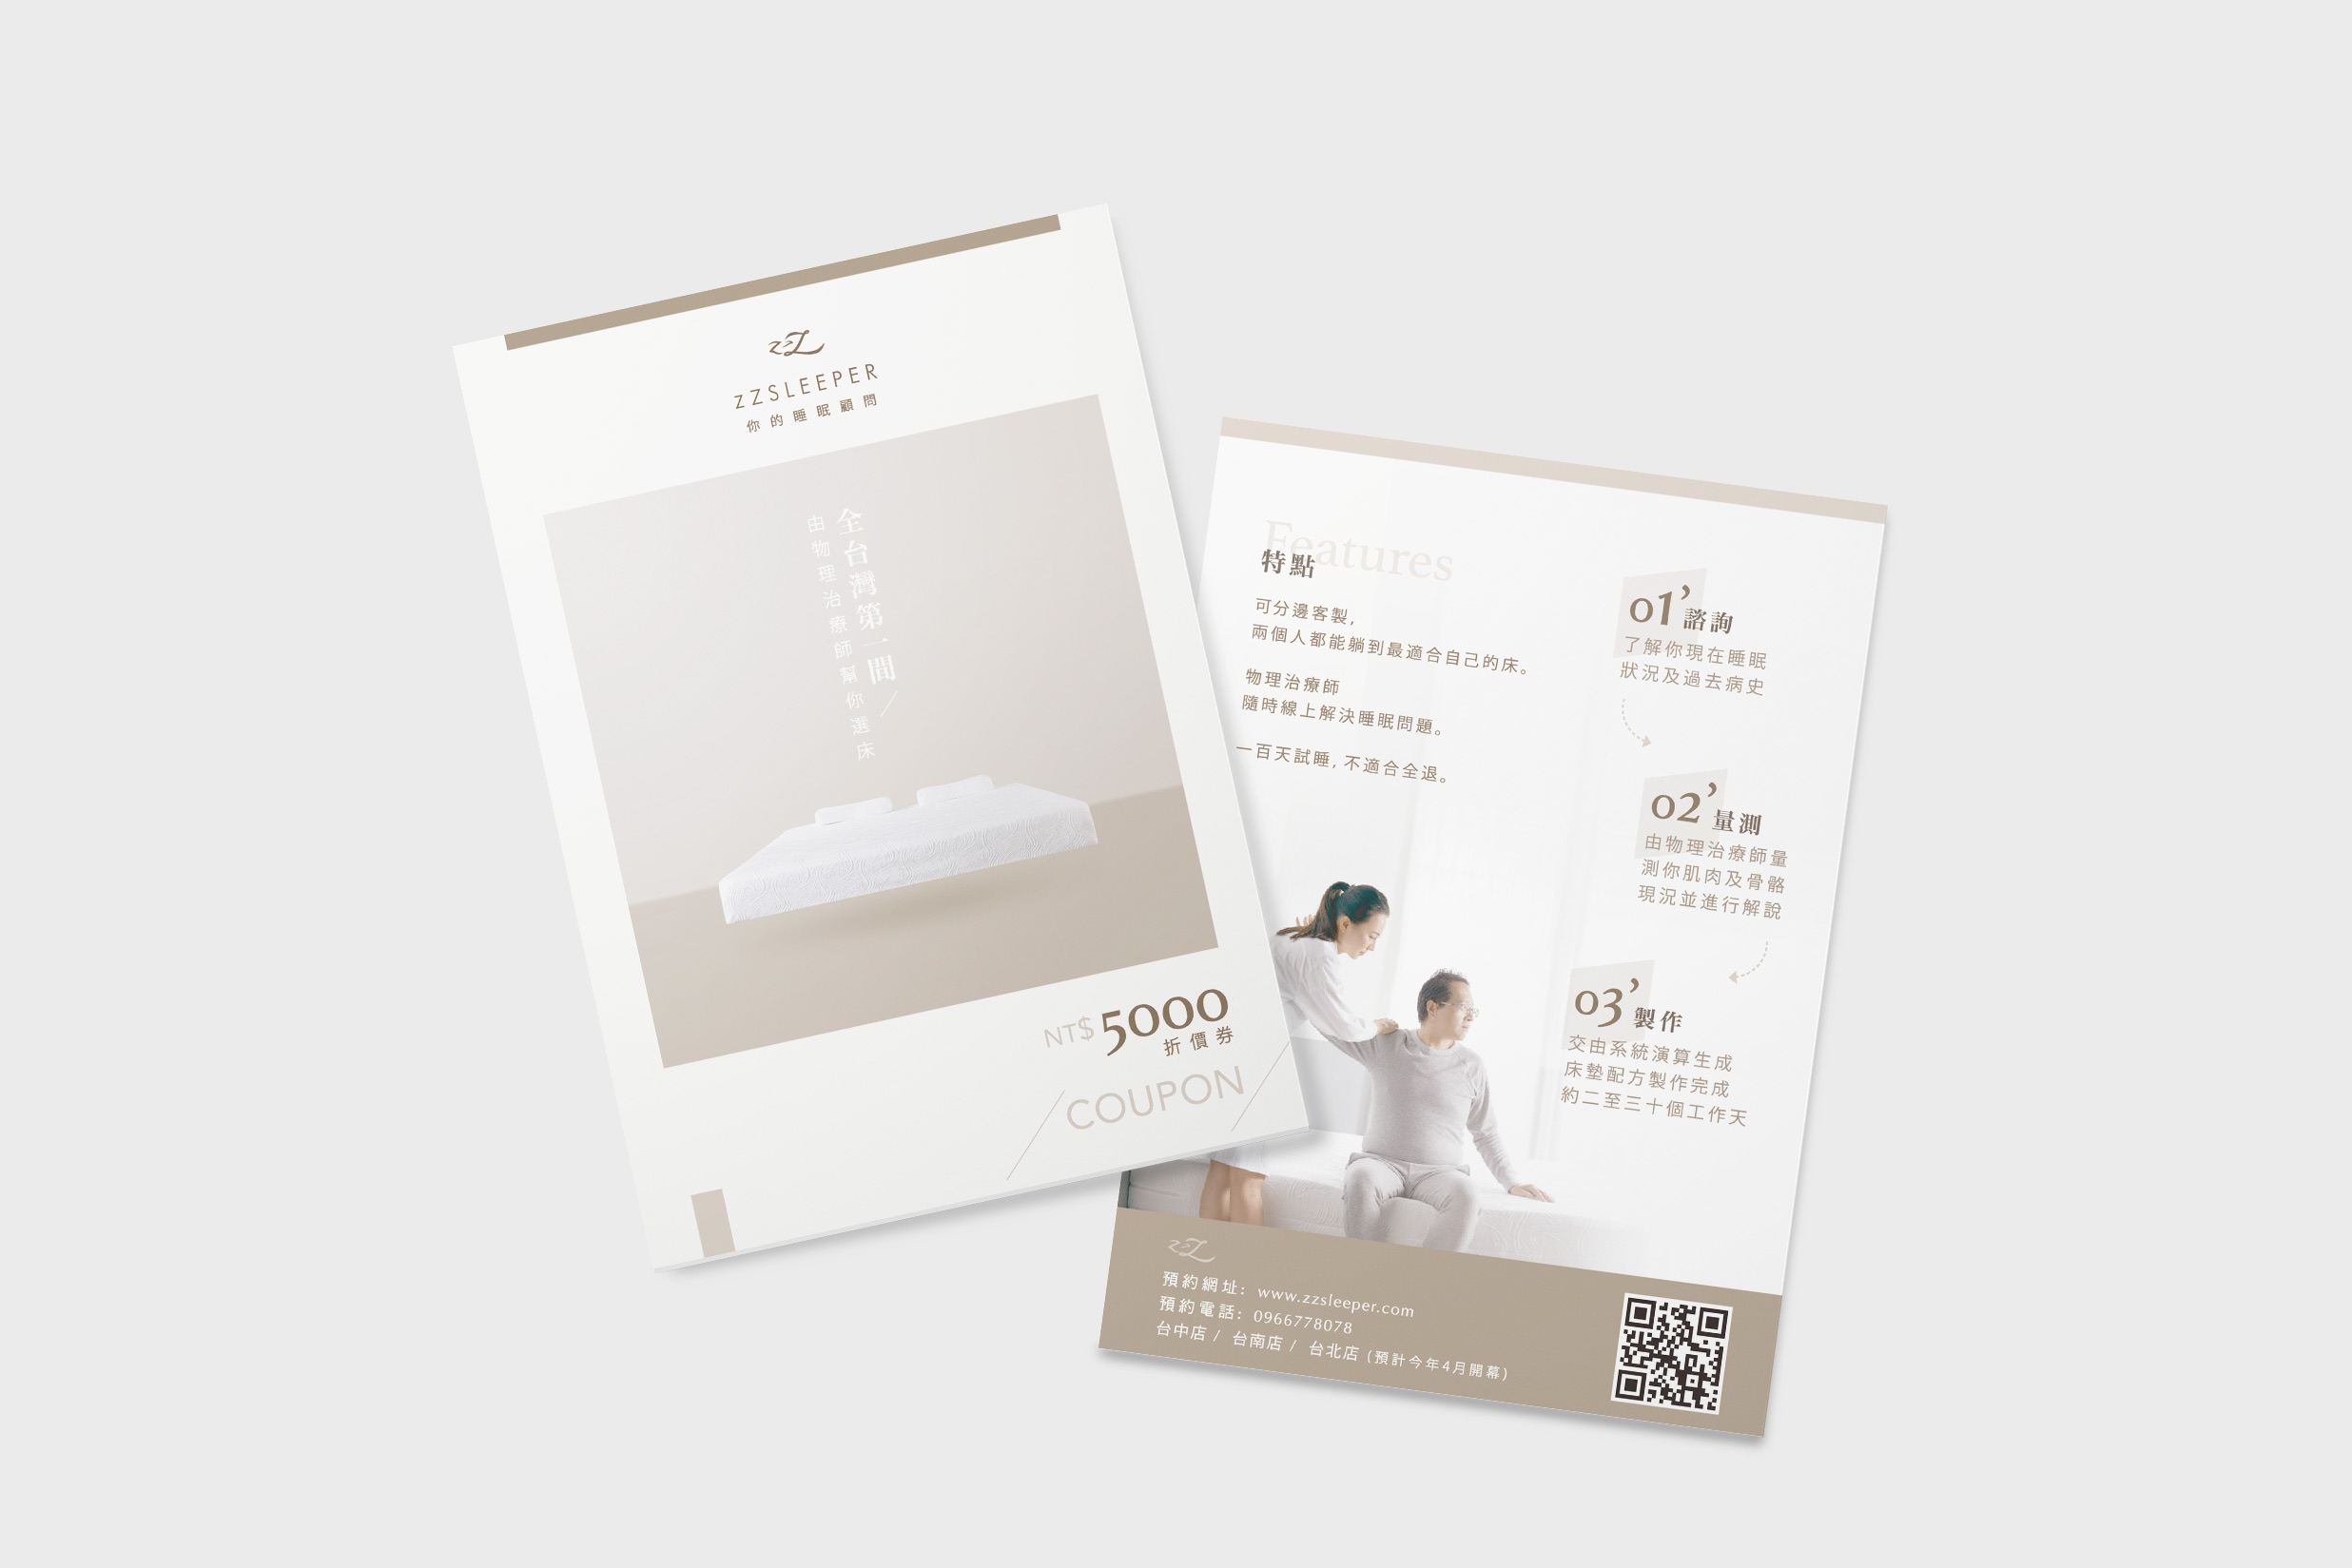 zzZ
ZZSLEEPER
你的睡眠顧問
全台灣第一間
由物理治療師幫你選床
NT$ 5000
折價券
COUPON
Features
特點
可分邊客製,
兩個人都能躺到最適合自己的床。
物理治療師
隨時線上解決睡眠問題。
一百天試睡, 不適合全退。
01’ 諮詢
了解你現在睡眠
狀況及過去病史
02’ 量測
由物理治療師量
測你肌肉及骨骼
現況並進行解說
03’ 製作
交由系統演算生成
床墊配方製作完成
約二至三十個工作天
zzZ
預約網址: www.zzsleeper.com
預約電話: 0966778078
台中店 / 台南店 / 台北店 (預計今年4月開幕)